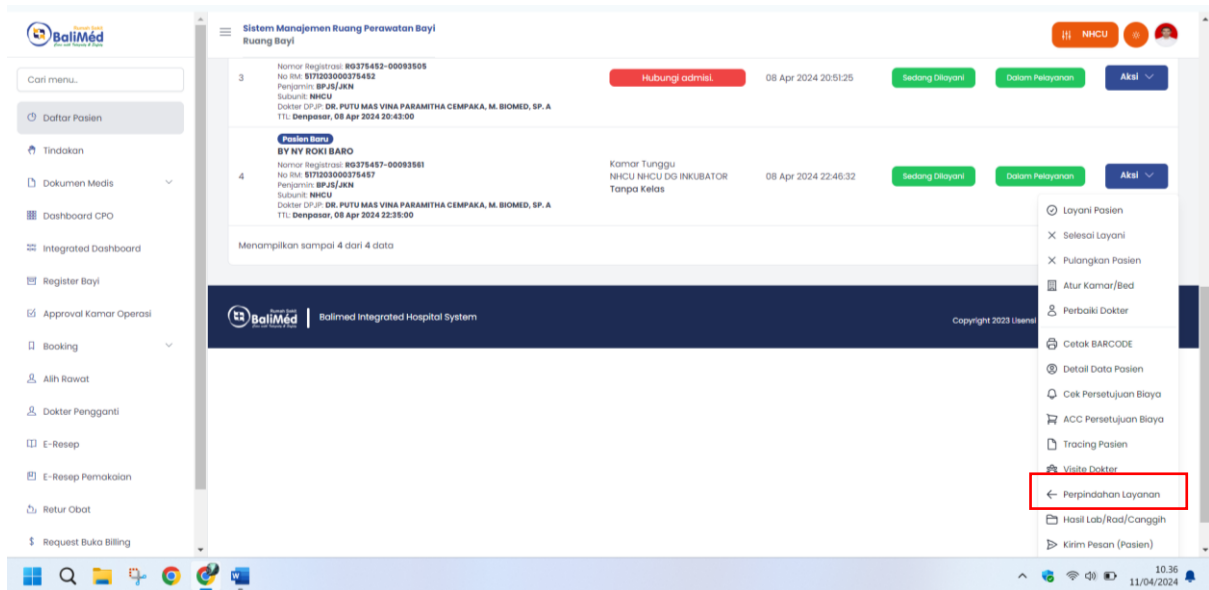 Rumah Sakit
BaliMéd
Cari menu..
Daftar Pasien
Tindakan
Dokumen Medis
Dashboard CPO
Integrated Dashboard
Register Bayi
Approval Kamar Operasi
Booking
Alih Rawat
Dokter Pengganti
E-Resep
E-Resep Pemakaian
Retur Obat
Request Buka Billing
Sistem Manajemen Ruang Perawatan Bayi
Ruang Bayi
NHCU
3
Nomor Registrasi: RG375452-00093505
No RM: 5171203000375452
Penjamin: BPJS/JKN
Subunit: NHCU
Dokter DPJP: DR. PUTU MAS VINA PARAMITHA CEMPAKA, M. BIOMED, SP. A
TTL: Denpasar, 08 Apr 2024 20:43:00
Hubungi admisi.
08 Apr 2024 20:51:25
Sedang Dilayani
Dalam Pelayanan
Aksi
4
Pasien Baru
BY NY ROKI BARO
Nomor Registrasi: RG375457-00093561
No RM: 5171203000375457
Penjamin: BPJS/JKN
Subunit: NHCU
Dokter DPJP: DR. PUTU MAS VINA PARAMITHA CEMPAKA, M. BIOMED, SP. A
TTL: Denpasar, 08 Apr 2024 22:35:00
Kamar Tunggu
NHCU NHCU DG INKUBATOR
Tanpa Kelas
08 Apr 2024 22:46:32
Sedang Dilayani
Dalam Pelayanan
Aksi
Menampilkan sampai 4 dari 4 data
Layani Pasien
Selesai Layani
Pulangkan Pasien
Atur Kamar/Bed
Perbaiki Dokter
Cetak BARCODE
Detail Data Pasien
Cek Persetujuan Biaya
ACC Persetujuan Biaya
Tracing Pasien
Visite Dokter
Perpindahan Layanan
Hasil Lab/Rad/Canggih
Kirim Pesan (Pasien)
Rumah Sakit
BaliMéd
Balimed Integrated Hospital System
Copyright 2023 Lisensi
10.36
11/04/2024